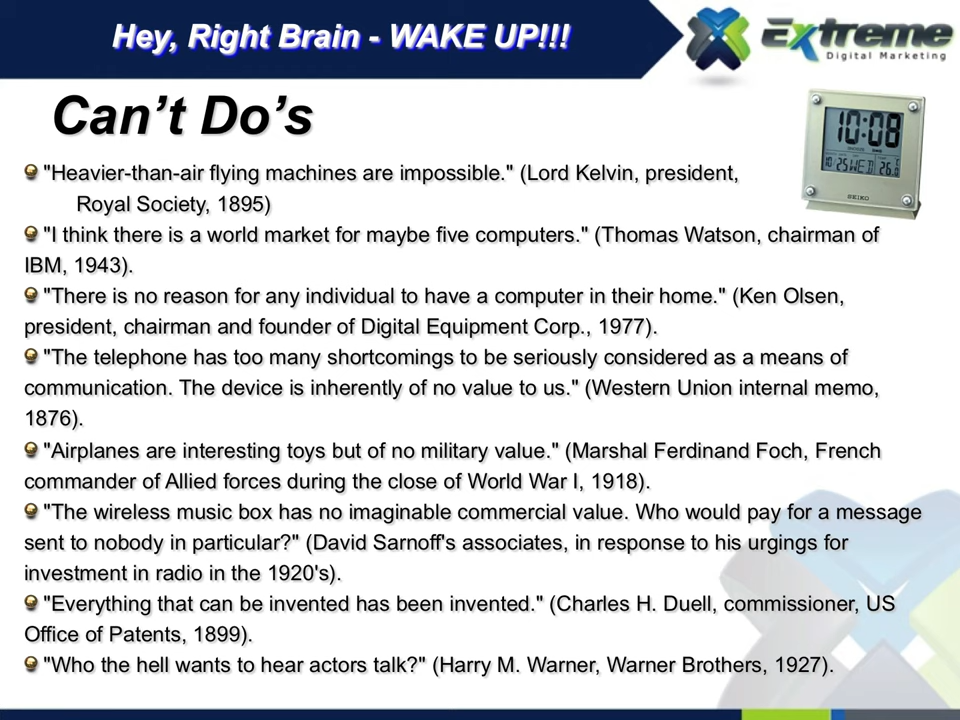 Hey, Right Brain - WAKE UP!!!
Extreme
Digital Marketing
Can't Do's
10:08
10 25 WED 26.
SEIKO
"Heavier-than-air flying machines are impossible." (Lord Kelvin, president,
Royal Society, 1895)
"I think there is a world market for maybe five computers." (Thomas Watson, chairman of
IBM, 1943).
"There is no reason for any individual to have a computer in their home." (Ken Olsen,
president, chairman and founder of Digital Equipment Corp., 1977).
"The telephone has too many shortcomings to be seriously considered as a means of
communication. The device is inherently of no value to us." (Western Union internal memo,
1876).
"Airplanes are interesting toys but of no military value." (Marshal Ferdinand Foch, French
commander of Allied forces during the close of World War I, 1918).
"The wireless music box has no imaginable commercial value. Who would pay for a message
sent to nobody in particular?" (David Sarnoff's associates, in response to his urgings for
investment in radio in the 1920's).
"Everything that can be invented has been invented." (Charles H. Duell, commissioner, US
Office of Patents, 1899).
"Who the hell wants to hear actors talk?" (Harry M. Warner, Warner Brothers, 1927).